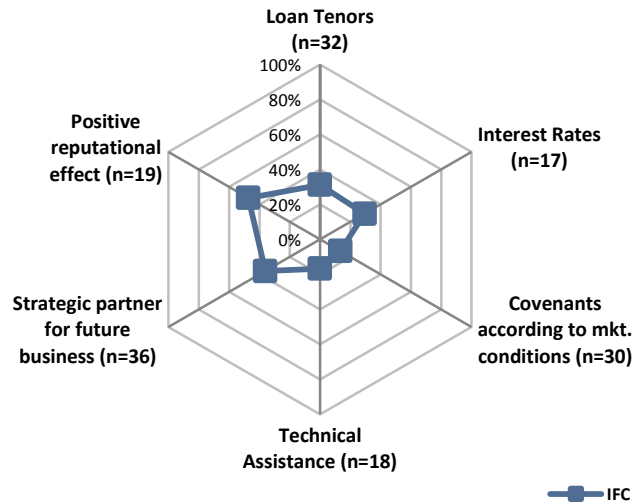 Loan Tenors
(n=32)
100%
80%
60%
40%
20%
0%
Interest Rates
(n=17)
Covenants
according to mkt.
conditions (n=30)
Technical
Assistance (n=18)
Strategic partner
for future
business (n=36)
Positive
reputational
effect (n=19)
IFC